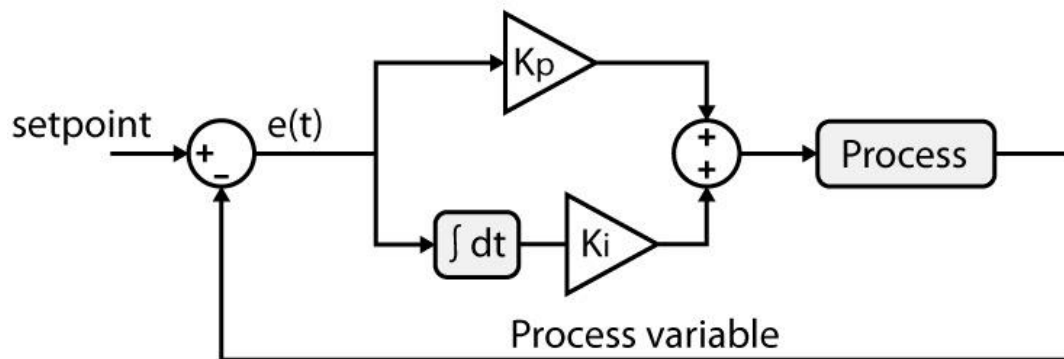 Kp
setpoint
e(t)
+
−
+
+
Process
∫ dt
Ki
Process variable